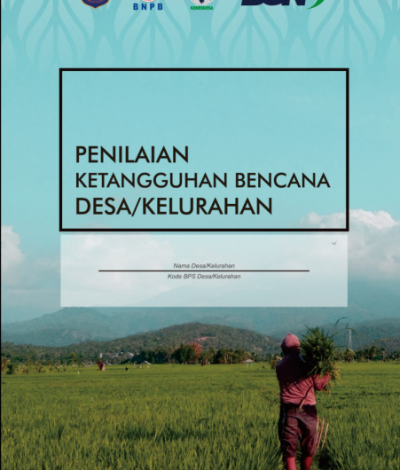 BNPB
PENILAIAN
KETANGGUHAN BENCANA
DESA/KELURAHAN
Nama Desa/Kelurahan
Kode BPS Desa/Kelurahan